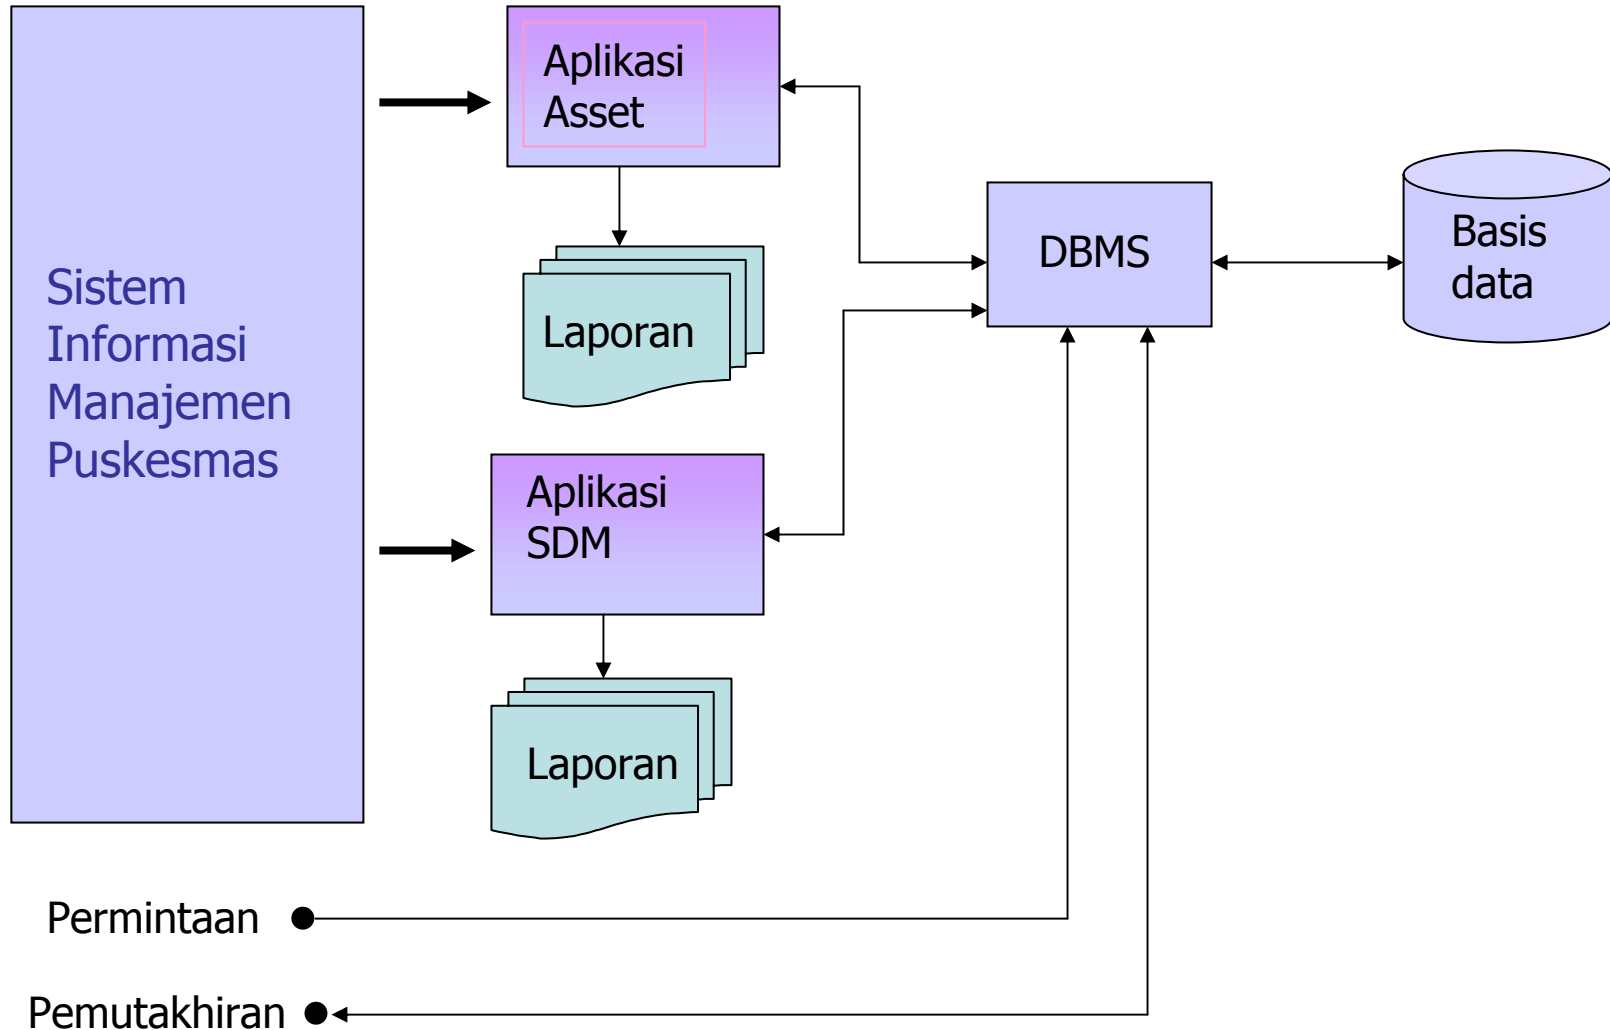 Sistem
Informasi
Manajemen
Puskesmas
Aplikasi
Asset
Laporan
Aplikasi
SDM
Laporan
DBMS
Basis
data
Permintaan
Pemutakhiran